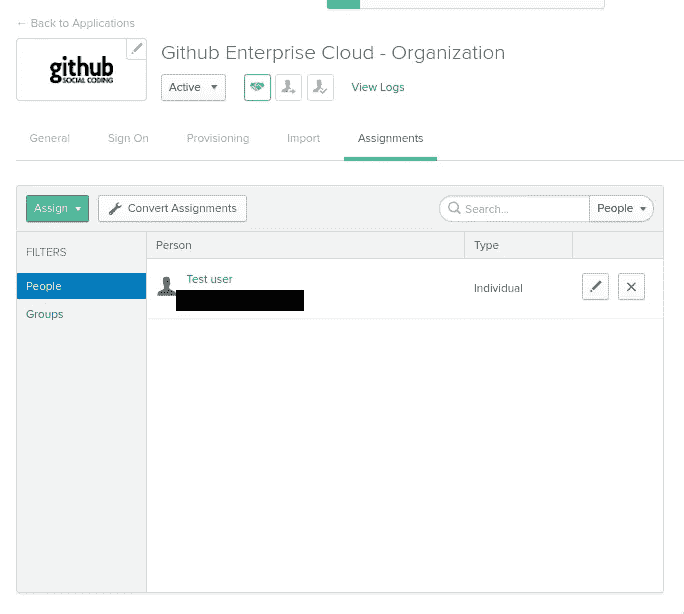 ← Back to Applications
github
SOCIAL CODING
Github Enterprise Cloud - Organization
Active
View Logs
General Sign On Provisioning Import Assignments
Assign Convert Assignments Search... People
FILTERS Person Type
People Test user Individual
Groups